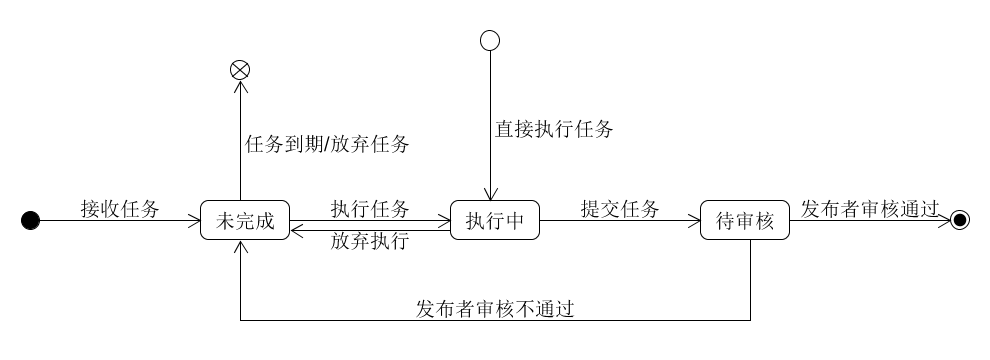 直接执行任务
任务到期/放弃任务
接收任务
未完成
执行任务
放弃执行
执行中
提交任务
待审核
发布者审核通过
发布者审核不通过